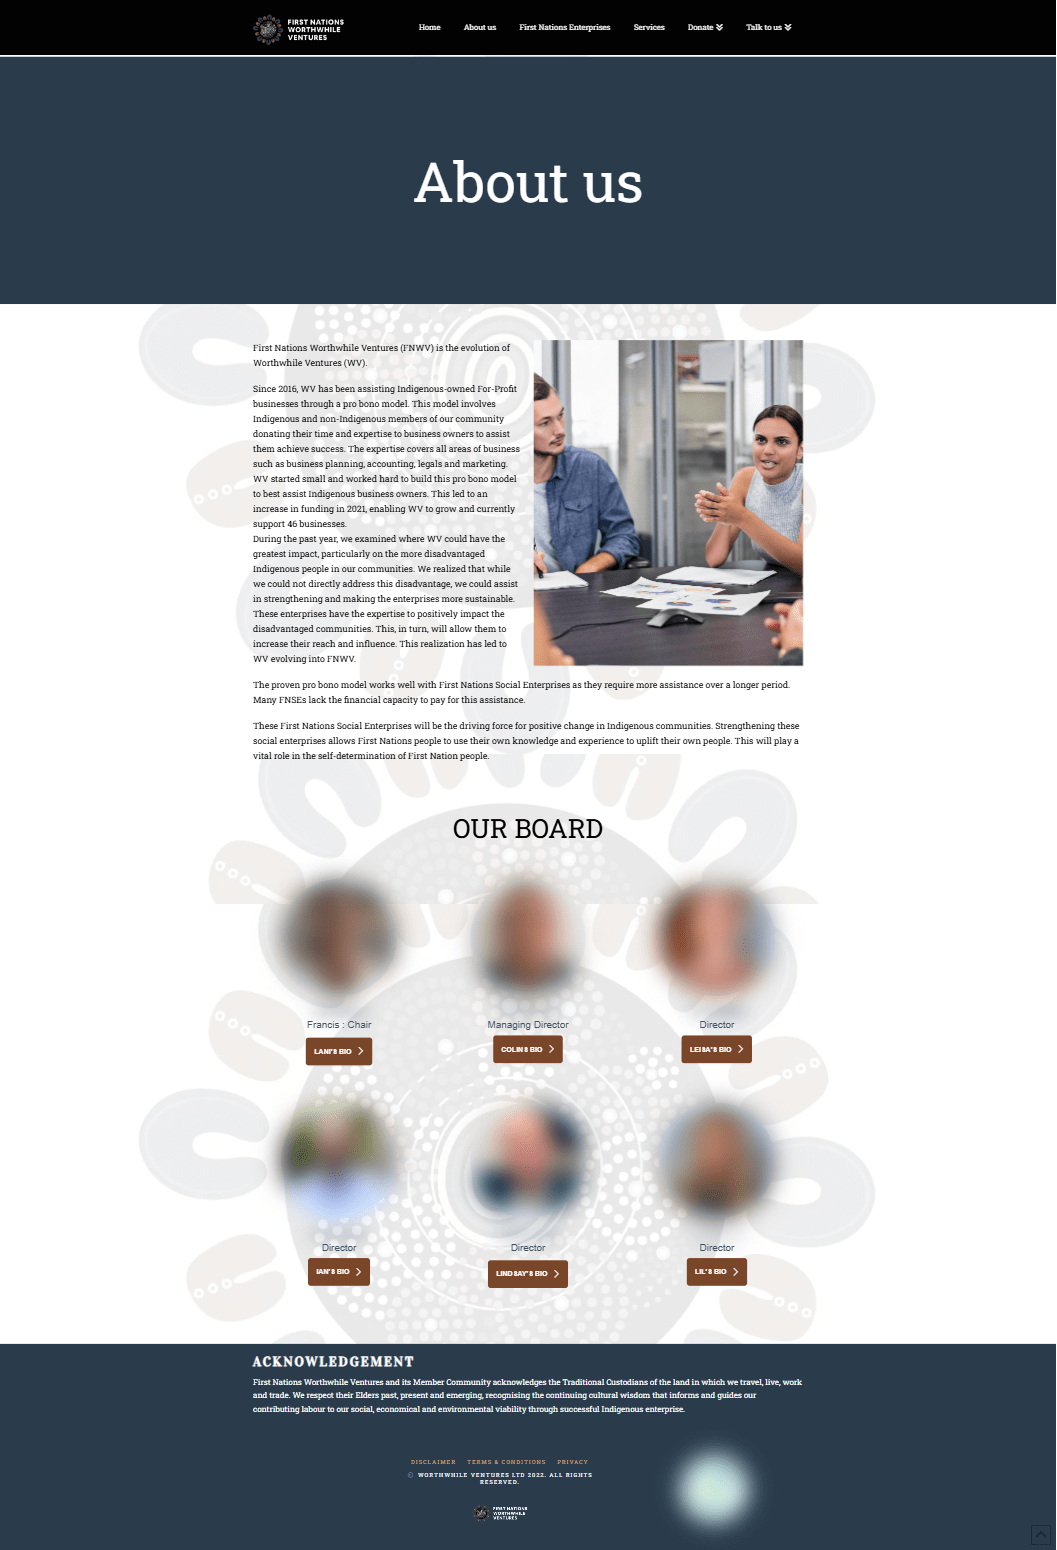 FIRST NATIONS
WORTHWHILE
VENTURES
Home
About us
First Nations Enterprises
Services
Donate
Talk to us
About us
First Nations Worthwhile Ventures (FNWV) is the evolution of
Worthwhile Ventures (WV).
Since 2016, WV has been assisting Indigenous-owned For-Profit
businesses through a pro bono model. This model involves
Indigenous and non-Indigenous members of our community
donating their time and expertise to business owners to assist
them achieve success. The expertise covers all areas of business
such as business planning, accounting, legals and marketing.
WV started small and worked hard to build this pro bono model
to best assist Indigenous business owners. This led to an
increase in funding in 2021, enabling WV to grow and currently
support 46 businesses.
During the past year, we examined where WV could have the
greatest impact, particularly on the more disadvantaged
Indigenous people in our communities. We realized that while
we could not directly address this disadvantage, we could assist
in strengthening and making the enterprises more sustainable.
These enterprises have the expertise to positively impact the
disadvantaged communities. This, in turn, will allow them to
increase their reach and influence. This realization has led to
WV evolving into FNWV.
The proven pro bono model works well with First Nations Social Enterprises as they require more assistance over a longer period.
Many FNSEs lack the financial capacity to pay for this assistance.
These First Nations Social Enterprises will be the driving force for positive change in Indigenous communities. Strengthening these
social enterprises allows First Nations people to use their own knowledge and experience to uplift their own people. This will play a
vital role in the self-determination of First Nation people.
OUR BOARD
Francis : Chair
LANI'S BIO
Managing Director
COLINS BIO
Director
LEISA'S BIO
Director
IAN'S BIO
Director
LINDSAY'S BIO
Director
LIL'S BIO
ACKNOWLEDGEMENT
First Nations Worthwhile Ventures and its Member Community acknowledges the Traditional Custodians of the land in which we travel, live, work
and trade. We respect their Elders past, present and emerging, recognising the continuing cultural wisdom that informs and guides our
contributing labour to our social, economical and environmental viability through successful Indigenous enterprise.
DISCLAIMER TERMS & CONDITIONS PRIVACY
© WORTHWHILE VENTURES LTD 2022. ALL RIGHTS
RESERVED.
FIRST NATIONS
WORTHWHILE
VENTURES